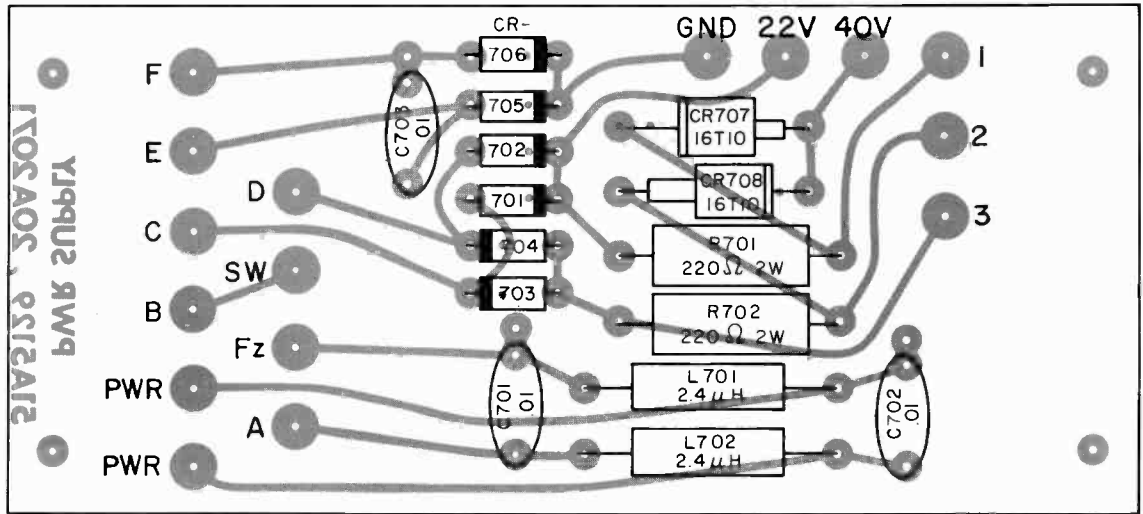 CR-
GND 22V 40V
706
F
1
705
C703
.01
CR707
16T10
E
702
2
D
701
CR708
16T10
3
C
704
R701
220Ω 2W
SW
703
B
R702
220Ω 2W
Fz
L701
2.4μH
PWR
C701
.01
C702
.01
A
L702
2.4μH
PWR
20A2071
PWR SUPPLY